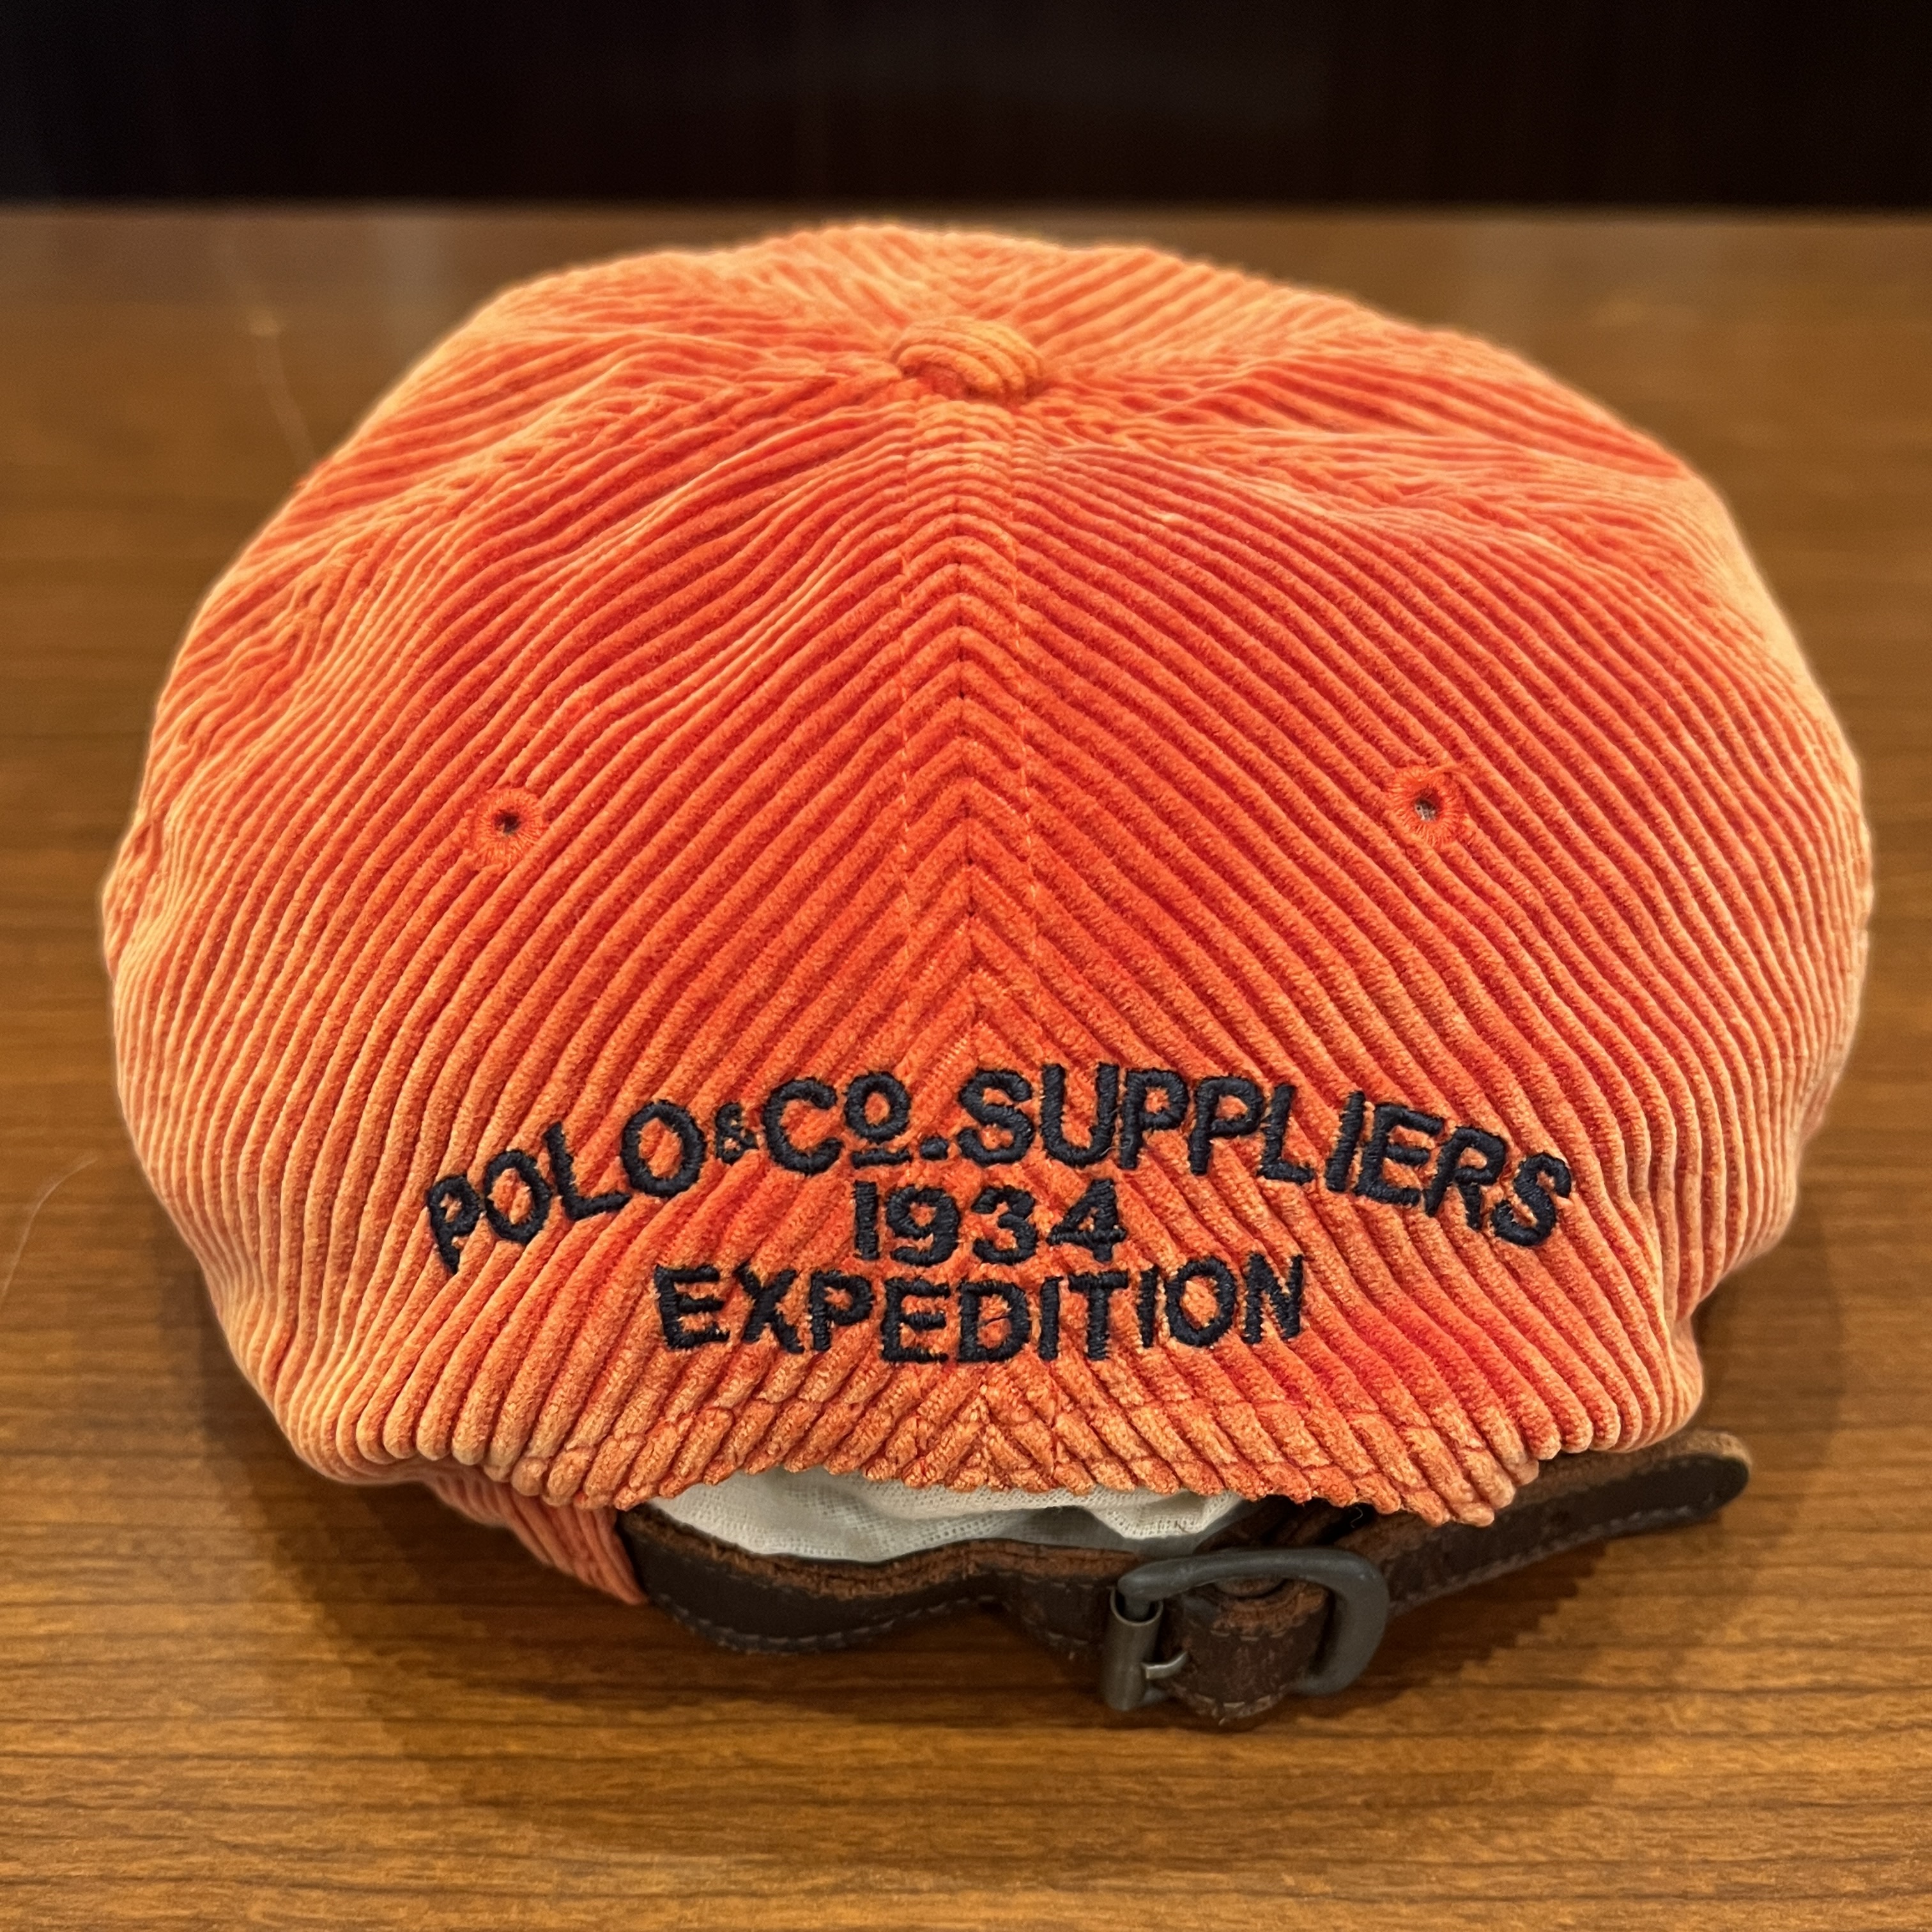 POLO & Co. SUPPLIERS
1934
EXPEDITION